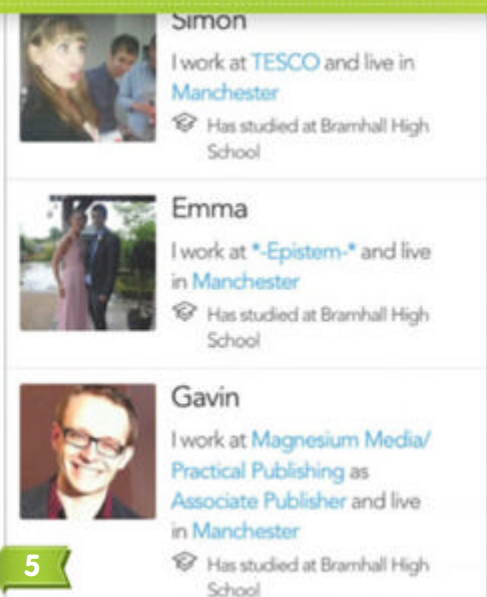 Simon
I work at TESCO and live in
Manchester
Has studied at Bramhall High
School
Emma
I work at *-Epistem-* and live
in Manchester
Has studied at Bramhall High
School
Gavin
I work at Magnesium Media/
Practical Publishing as
Associate Publisher and live
in Manchester
Has studied at Bramhall High
School
5